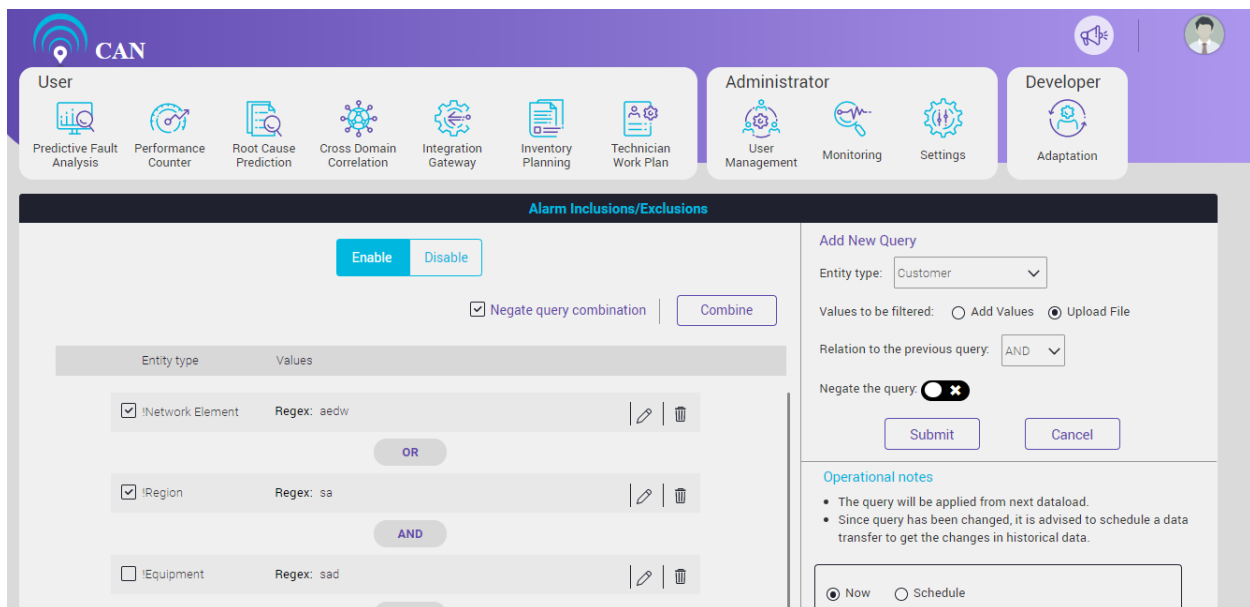 CAN
User
Administrator
Developer
Predictive Fault Analysis
Performance Counter
Root Cause Prediction
Cross Domain Correlation
Integration Gateway
Inventory Planning
Technician Work Plan
User Management
Monitoring
Settings
Adaptation
Alarm Inclusions/Exclusions
Enable
Disable
Negate query combination
Combine
Entity type
Values
!Network Element
Regex: aedw
OR
!Region
Regex: sa
AND
!Equipment
Regex: sad
Add New Query
Entity type: Customer
Values to be filtered: Add Values Upload File
Relation to the previous query: AND
Negate the query:
Submit
Cancel
Operational notes
• The query will be applied from next dataload.
• Since query has been changed, it is advised to schedule a data
transfer to get the changes in historical data.
Now
Schedule